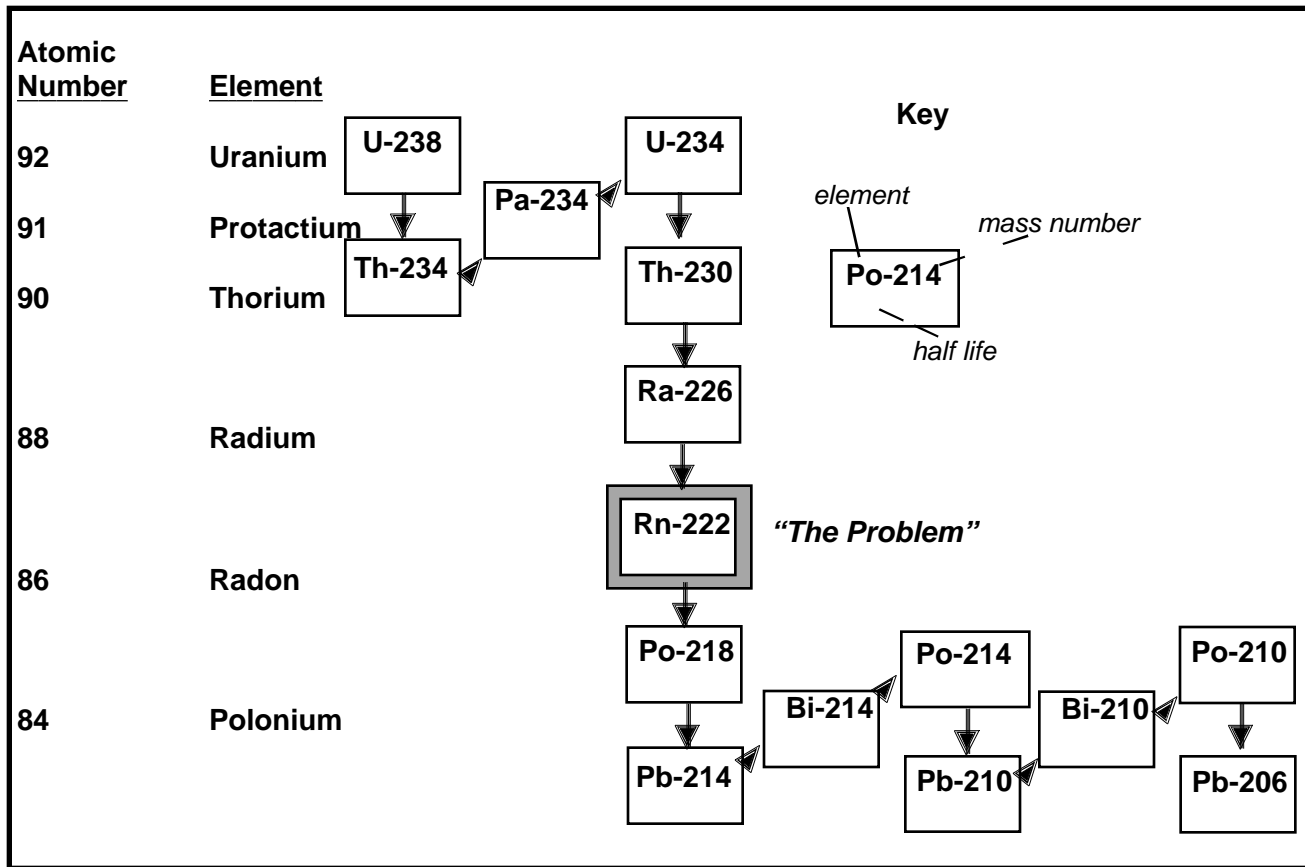 Atomic
Number Element
Key
92 Uranium U-238 U-234
Pa-234
element
mass number
91 Protactium
Th-234 Th-230 Po-214
90 Thorium
half life
Ra-226
88 Radium
Rn-222 “The Problem”
86 Radon
Po-218 Po-214 Po-210
84 Polonium Bi-214 Bi-210
Pb-214 Pb-210 Pb-206